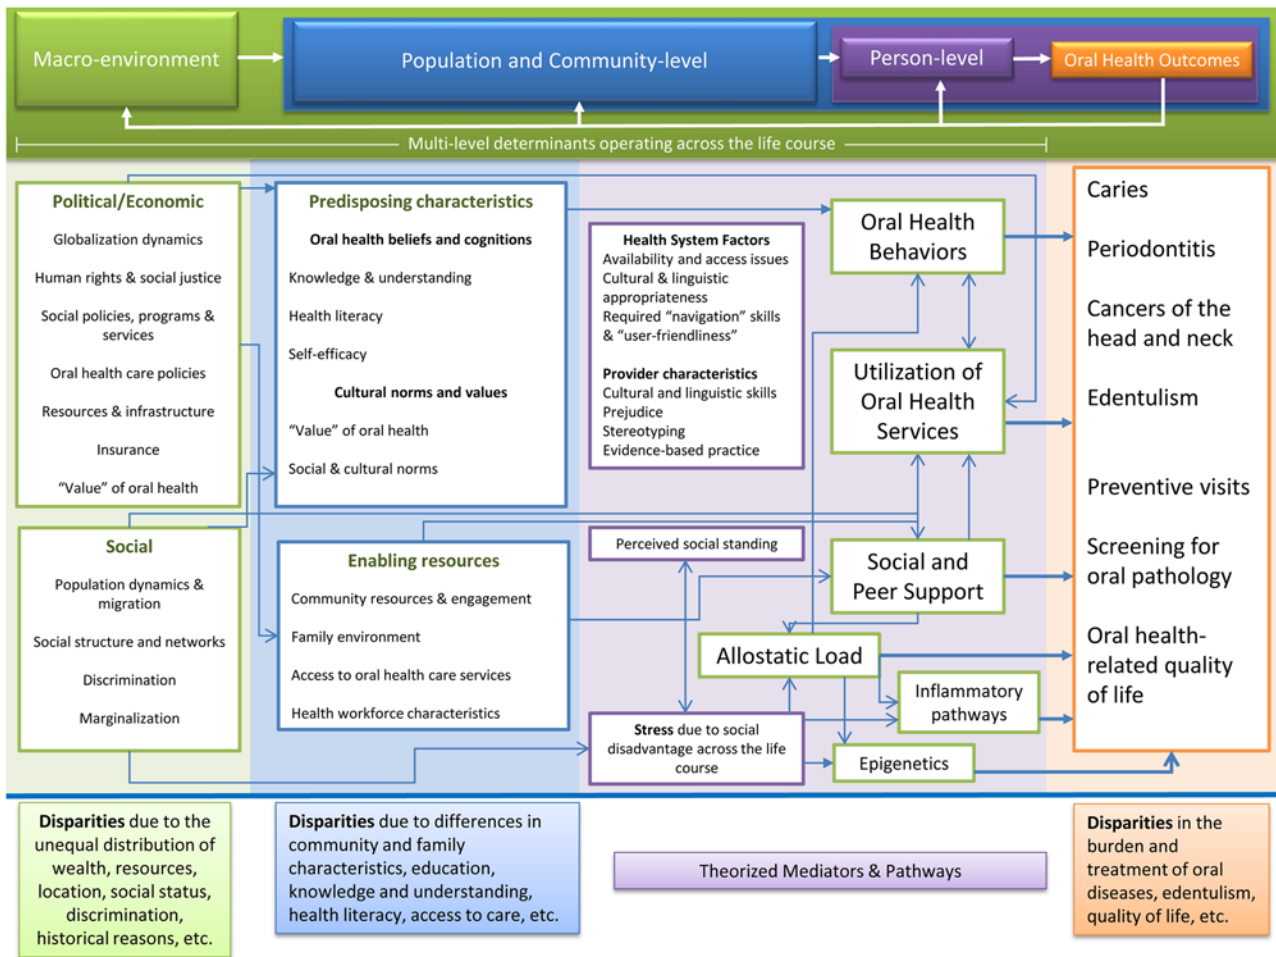 Macro-environment
Population and Community-level
Person-level
Oral Health Outcomes
Multi-level determinants operating across the life course
Political/Economic
Globalization dynamics
Human rights & social justice
Social policies, programs &
services
Oral health care policies
Resources & infrastructure
Insurance
“Value” of oral health
Social
Population dynamics &
migration
Social structure and networks
Discrimination
Marginalization
Predisposing characteristics
Oral health beliefs and cognitions
Knowledge & understanding
Health literacy
Self-efficacy
Cultural norms and values
“Value” of oral health
Social & cultural norms
Enabling resources
Community resources & engagement
Family environment
Access to oral health care services
Health workforce characteristics
Health System Factors
Availability and access issues
Cultural & linguistic
appropriateness
Required “navigation” skills
& “user-friendliness”
Provider characteristics
Cultural and linguistic skills
Prejudice
Stereotyping
Evidence-based practice
Perceived social standing
Stress due to social
disadvantage across the life
course
Oral Health
Behaviors
Utilization of
Oral Health
Services
Social and
Peer Support
Allostatic Load
Inflammatory
pathways
Epigenetics
Caries
Periodontitis
Cancers of the
head and neck
Edentulism
Preventive visits
Screening for
oral pathology
Oral health-
related quality
of life
Disparities due to the
unequal distribution of
wealth, resources,
location, social status,
discrimination,
historical reasons, etc.
Disparities due to differences in
community and family
characteristics, education,
knowledge and understanding,
health literacy, access to care, etc.
Theorized Mediators & Pathways
Disparities in the
burden and
treatment of oral
diseases, edentulism,
quality of life, etc.